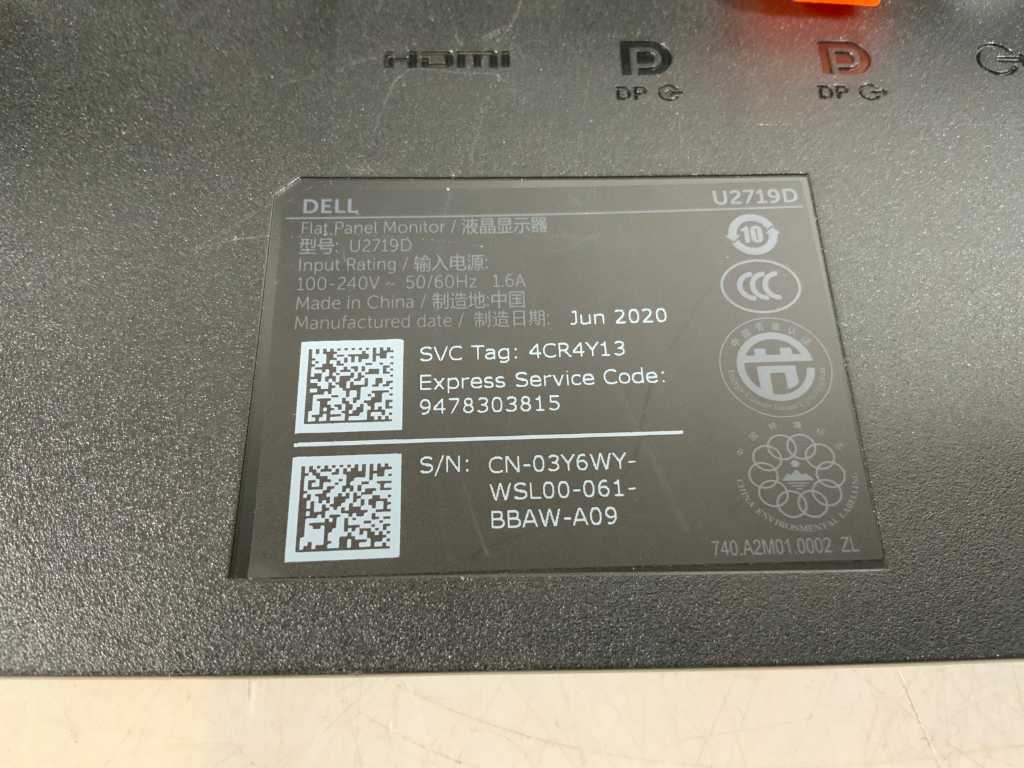 HDMI
DP
DP
DELL
U2719D
Flat Panel Monitor / 液晶显示器
型号: U2719D
Input Rating / 输入电源:
100-240V ~ 50/60Hz 1.6A
Made in China / 制造地:中国
Manufactured date / 制造日期: Jun 2020
10
CCC
SVC Tag: 4CR4Y13
Express Service Code:
9478303815
S/N: CN-03Y6WY-
WSL00-061-
BBAW-A09
CHINA ENVIRONMENTAL LABELLING
740.A2M01.0002 ZL